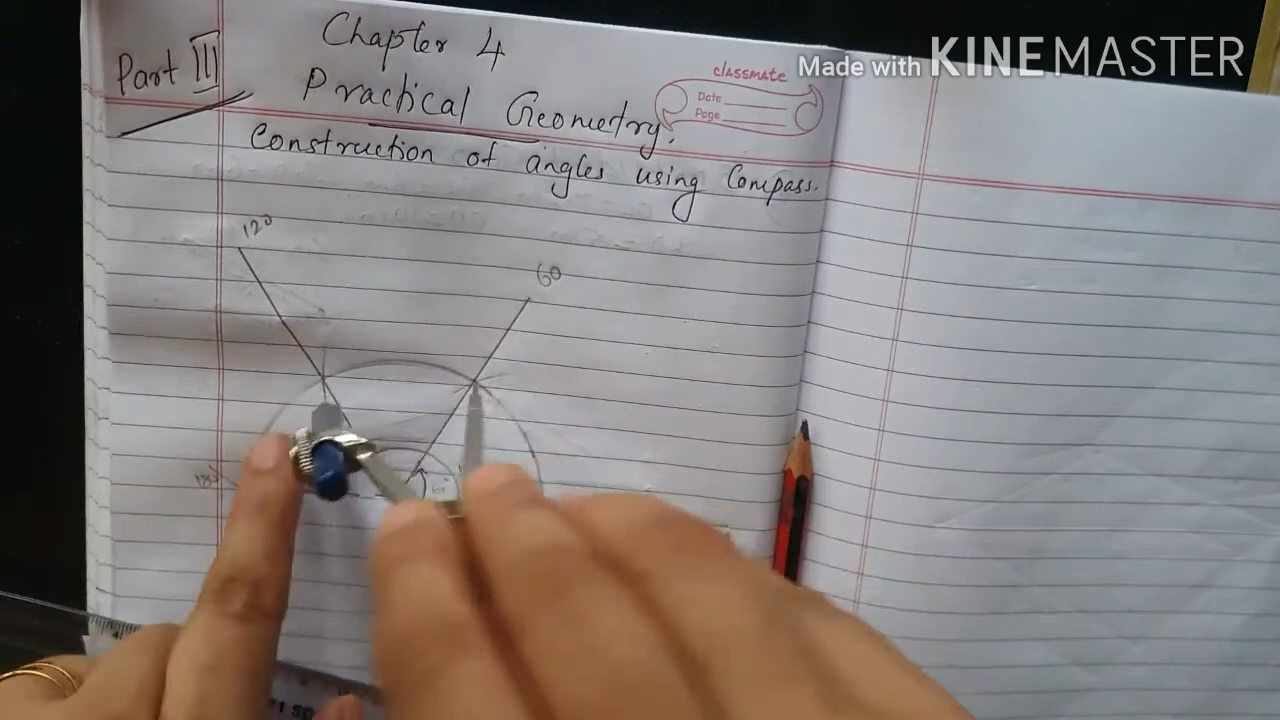 Chapter 4
Part III
Practical Geometry.
Construction of angles using Compass.
classmate
Date
Page
Made with KINEMASTER
120
60
60°